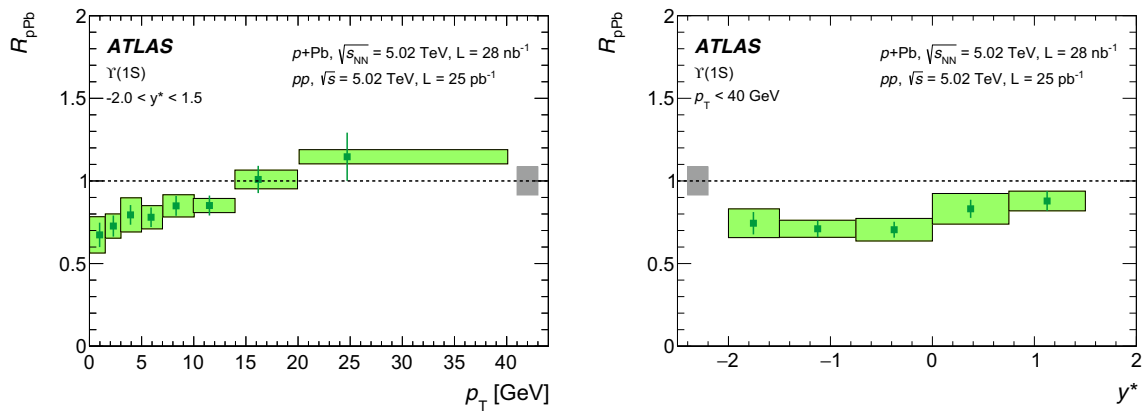 R_pPb
2
1.5
1
0.5
0
ATLAS
ϒ(1S)
-2.0 < y* < 1.5
p+Pb, √s_NN = 5.02 TeV, L = 28 nb⁻¹
pp, √s = 5.02 TeV, L = 25 pb⁻¹
0 5 10 15 20 25 30 35 40
p_T [GeV]
R_pPb
2
1.5
1
0.5
0
ATLAS
ϒ(1S)
p_T < 40 GeV
p+Pb, √s_NN = 5.02 TeV, L = 28 nb⁻¹
pp, √s = 5.02 TeV, L = 25 pb⁻¹
−2 −1 0 1 2
y*